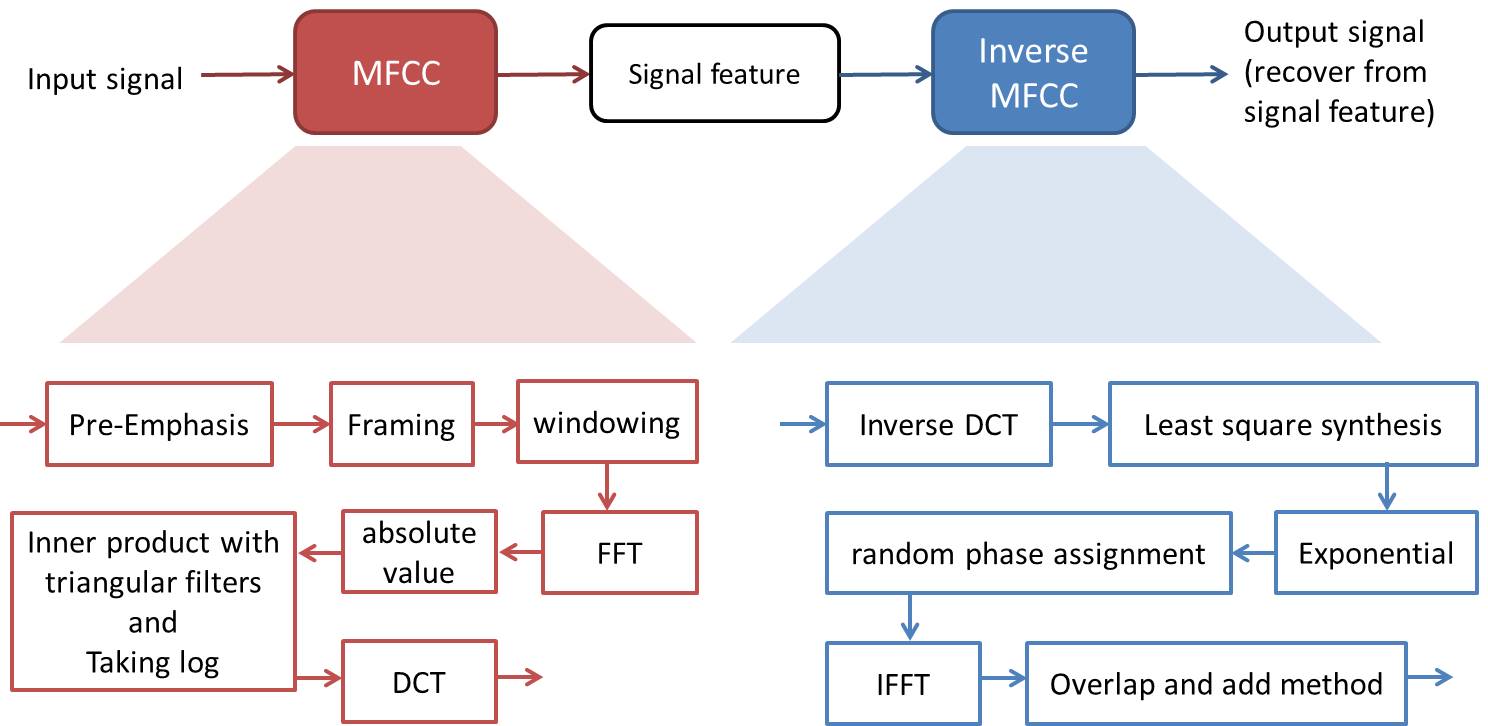 Input signal
MFCC
Signal feature
Inverse
MFCC
Output signal
(recover from
signal feature)
Pre-Emphasis
Framing
windowing
FFT
absolute
value
Inner product with
triangular filters
and
Taking log
DCT
Inverse DCT
Least square synthesis
Exponential
random phase assignment
IFFT
Overlap and add method